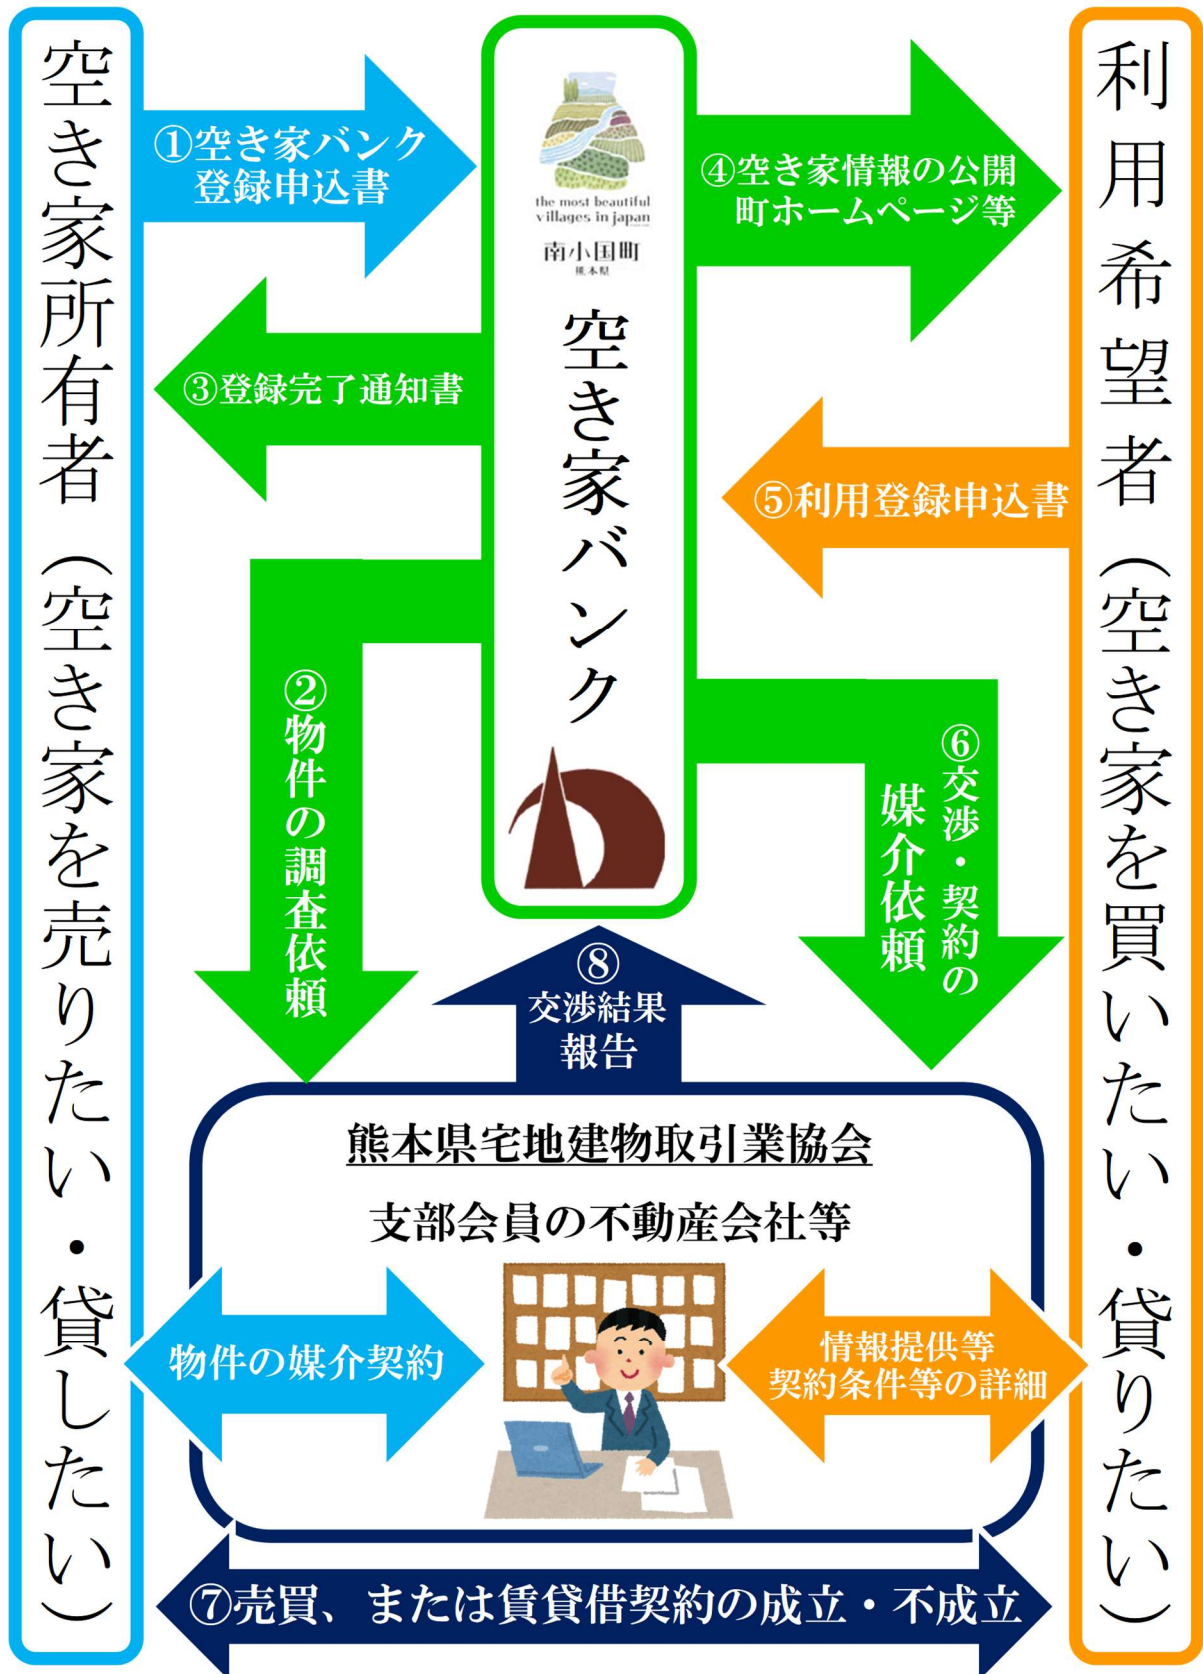 空き家所有者（空き家を売りたい・貸したい）
①空き家バンク
登録申込書
③登録完了通知書
②物件の調査依頼
the most beautiful
villages in japan
南小国町
熊本県
空き家バンク
④空き家情報の公開
町ホームページ等
⑤利用登録申込書
⑥交渉・契約の
媒介依頼
利用希望者（空き家を買いたい・貸りたい）
⑧
交渉結果
報告
熊本県宅地建物取引業協会
支部会員の不動産会社等
物件の媒介契約
情報提供等
契約条件等の詳細
⑦売買、または賃貸借契約の成立・不成立